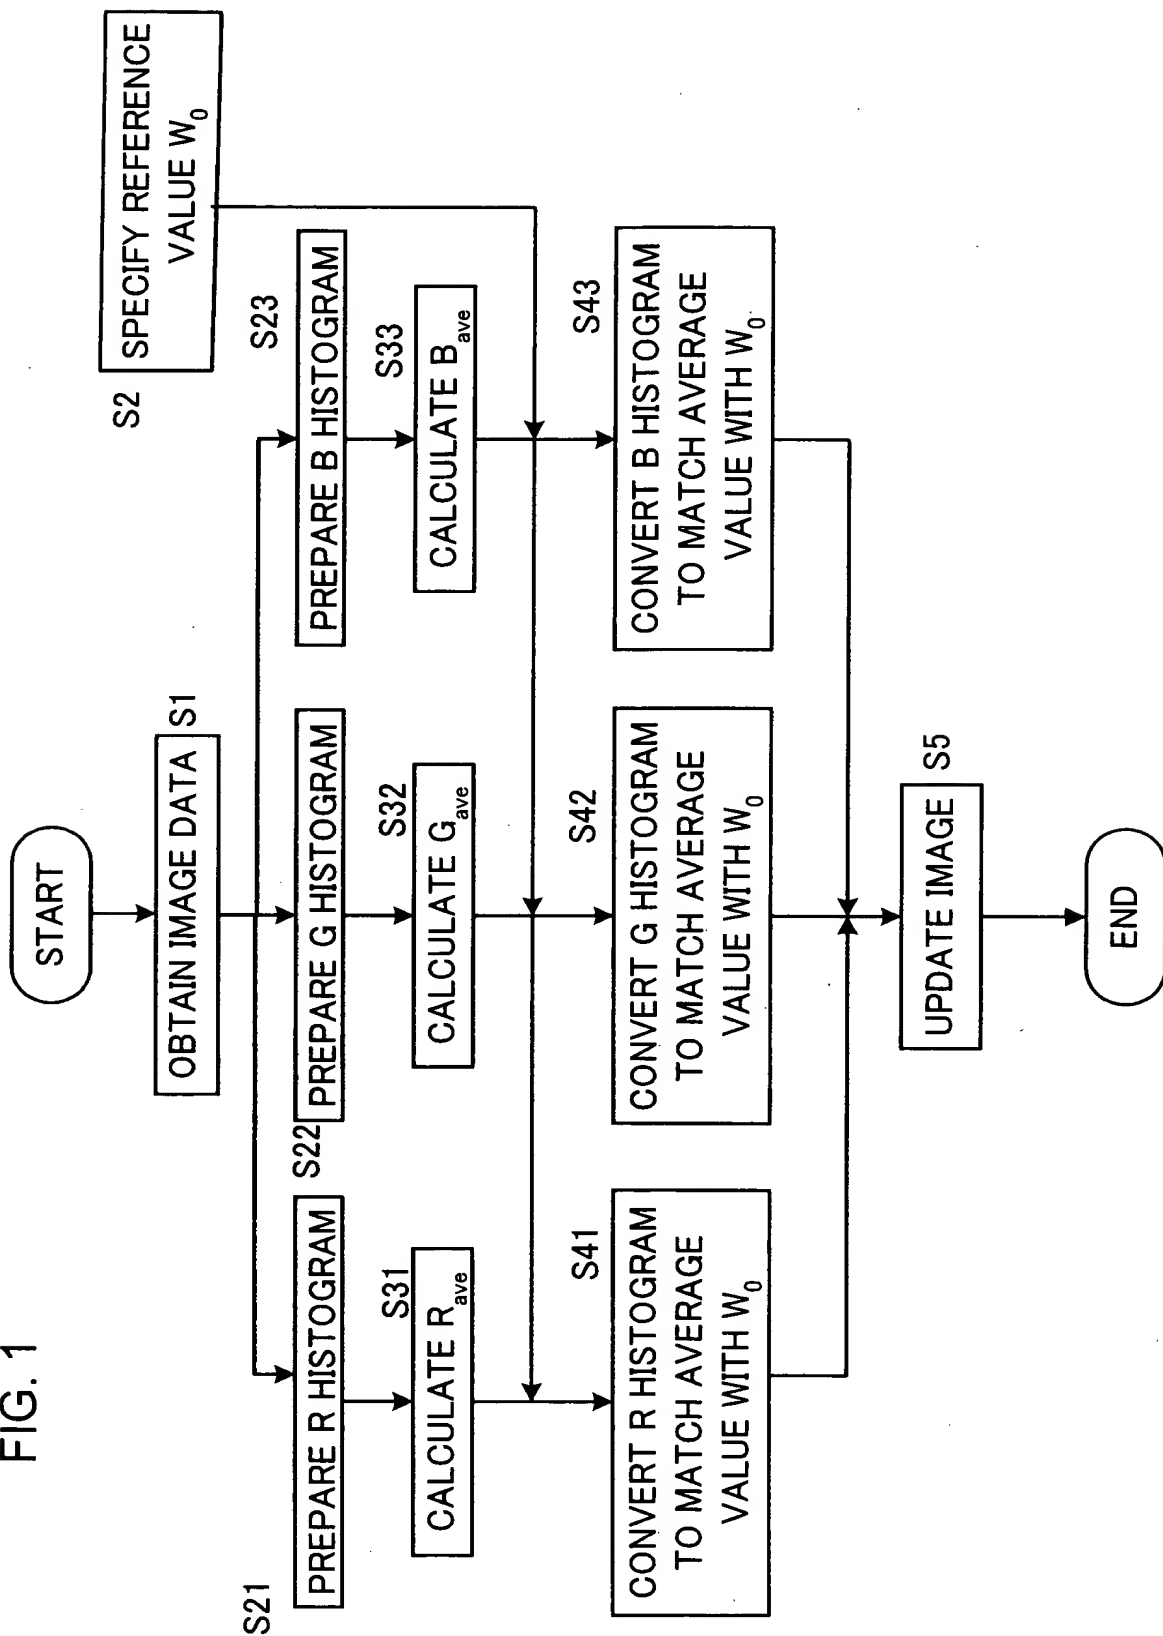 FIG. 1
START
OBTAIN IMAGE DATA
S1
S2
SPECIFY REFERENCE
VALUE W0
S21
PREPARE R HISTOGRAM
S22
PREPARE G HISTOGRAM
S23
PREPARE B HISTOGRAM
S31
CALCULATE Rave
S32
CALCULATE Gave
S33
CALCULATE Bave
S41
CONVERT R HISTOGRAM
TO MATCH AVERAGE
VALUE WITH W0
S42
CONVERT G HISTOGRAM
TO MATCH AVERAGE
VALUE WITH W0
S43
CONVERT B HISTOGRAM
TO MATCH AVERAGE
VALUE WITH W0
UPDATE IMAGE
S5
END